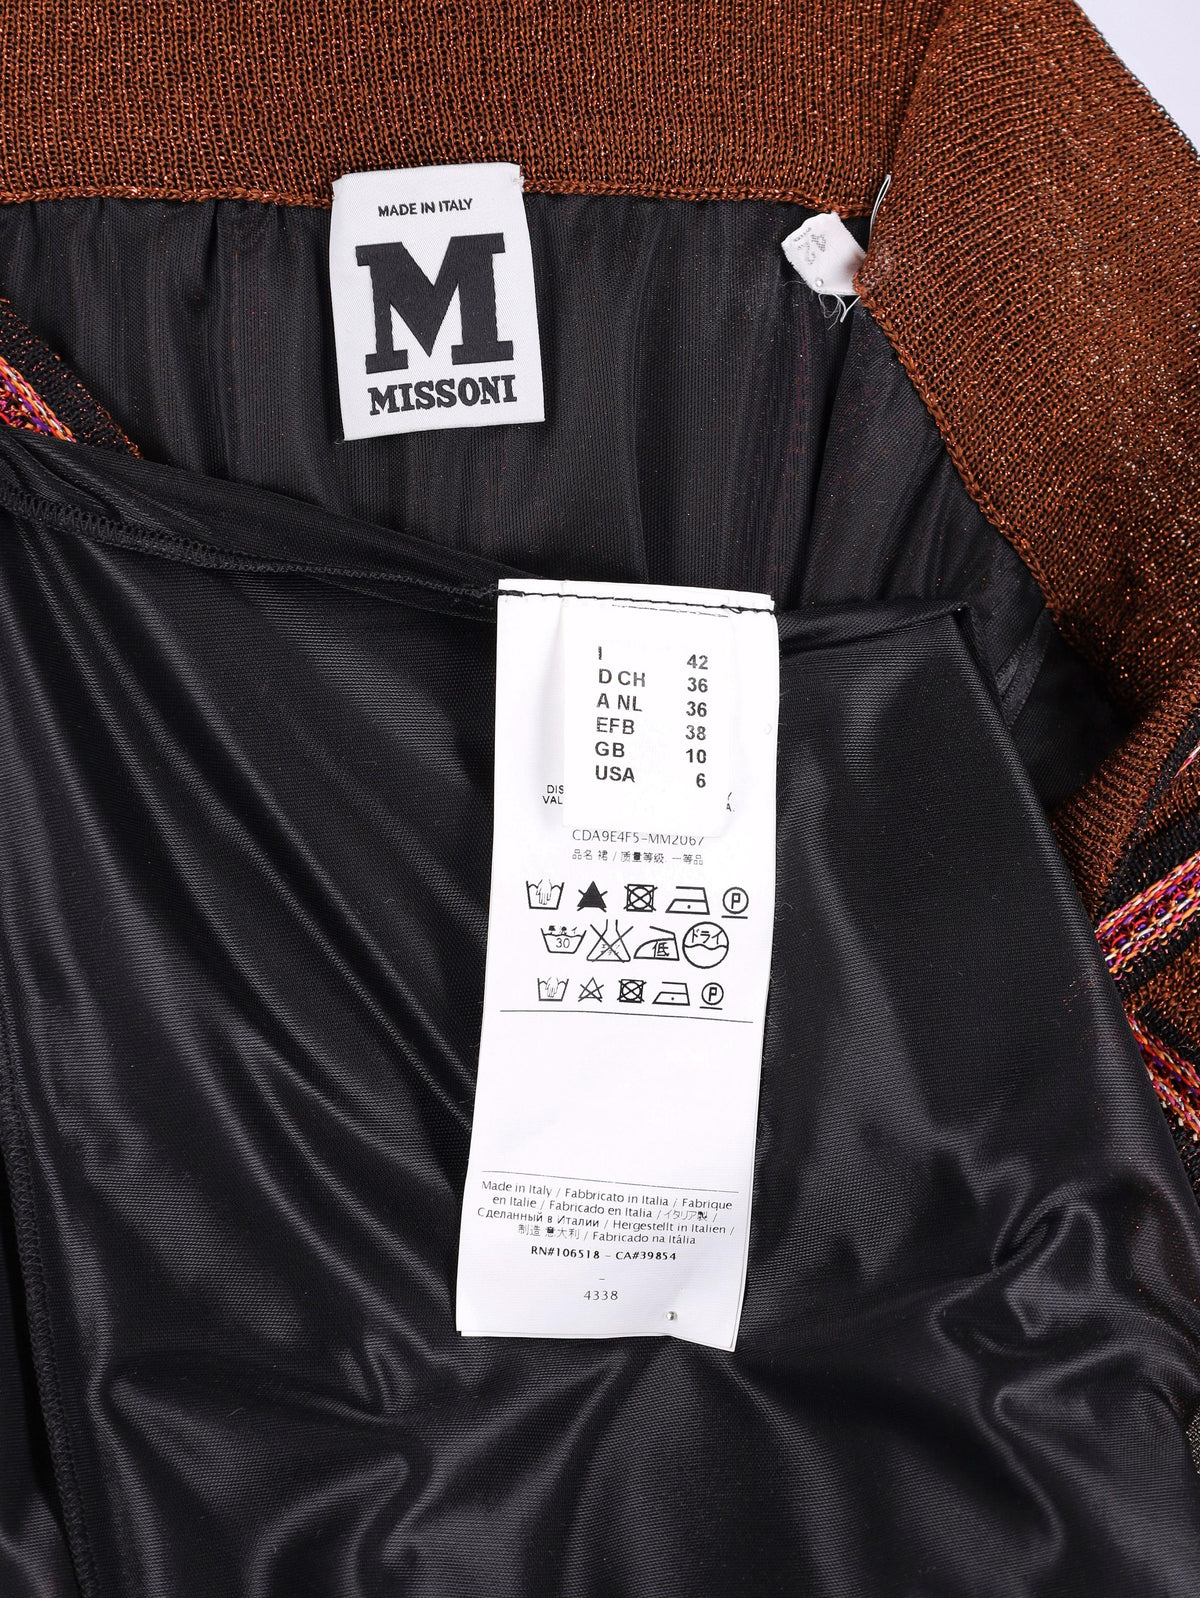 MADE IN ITALY
M
MISSONI
42
I 42
D CH 36
A NL 36
EFB 38
GB 10
USA 6
CDA9E4F5-MM2067
品名 裙 / 质量等级 一等品
P
30 低 ドライ
P
Made in Italy / Fabbricato in Italia / Fabrique
en Italie / Fabricado en Italia / イタリア製 /
Сделанный в Италии / Hergestellt in Italien /
制造 意大利 / Fabricado na Itália
RN#106518 - CA#39854
-
4338